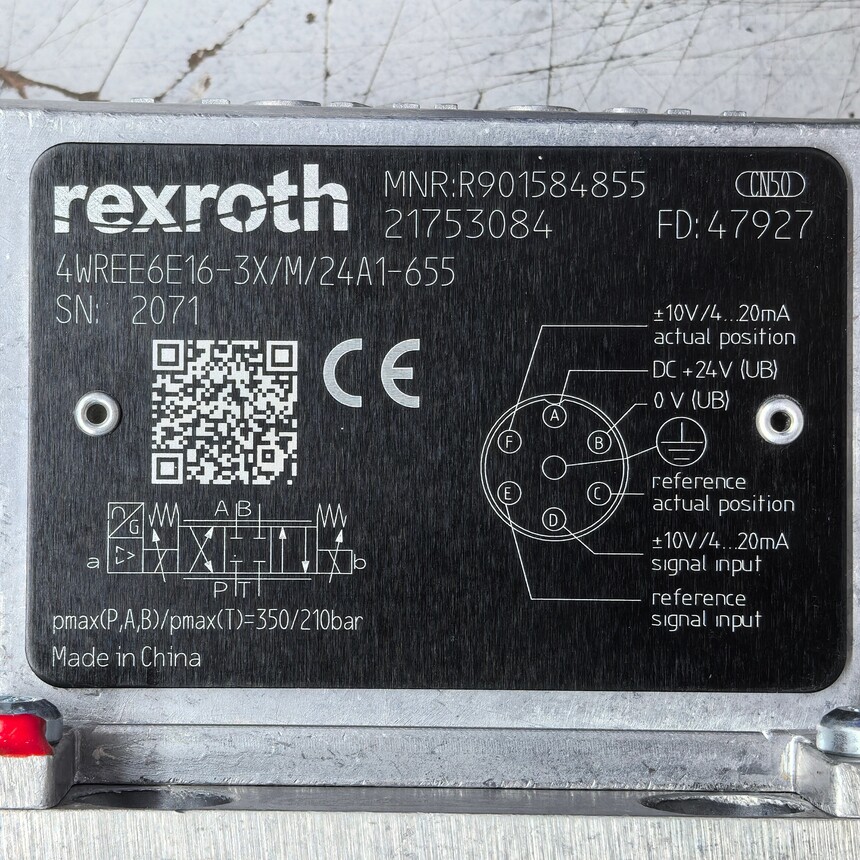 rexroth
MNR:R901584855
CN50
21753084
FD: 47927
4WREE6E16-3X/M/24A1-655
SN: 2071
CE
±10V/4...20mA
actual position
DC +24V (UB)
0 V (UB)
A
F
B
E
C
D
reference
actual position
±10V/4...20mA
signal input
reference
signal input
A B
G
a
b
P T
pmax(P,A,B)/pmax(T)=350/210bar
Made in China